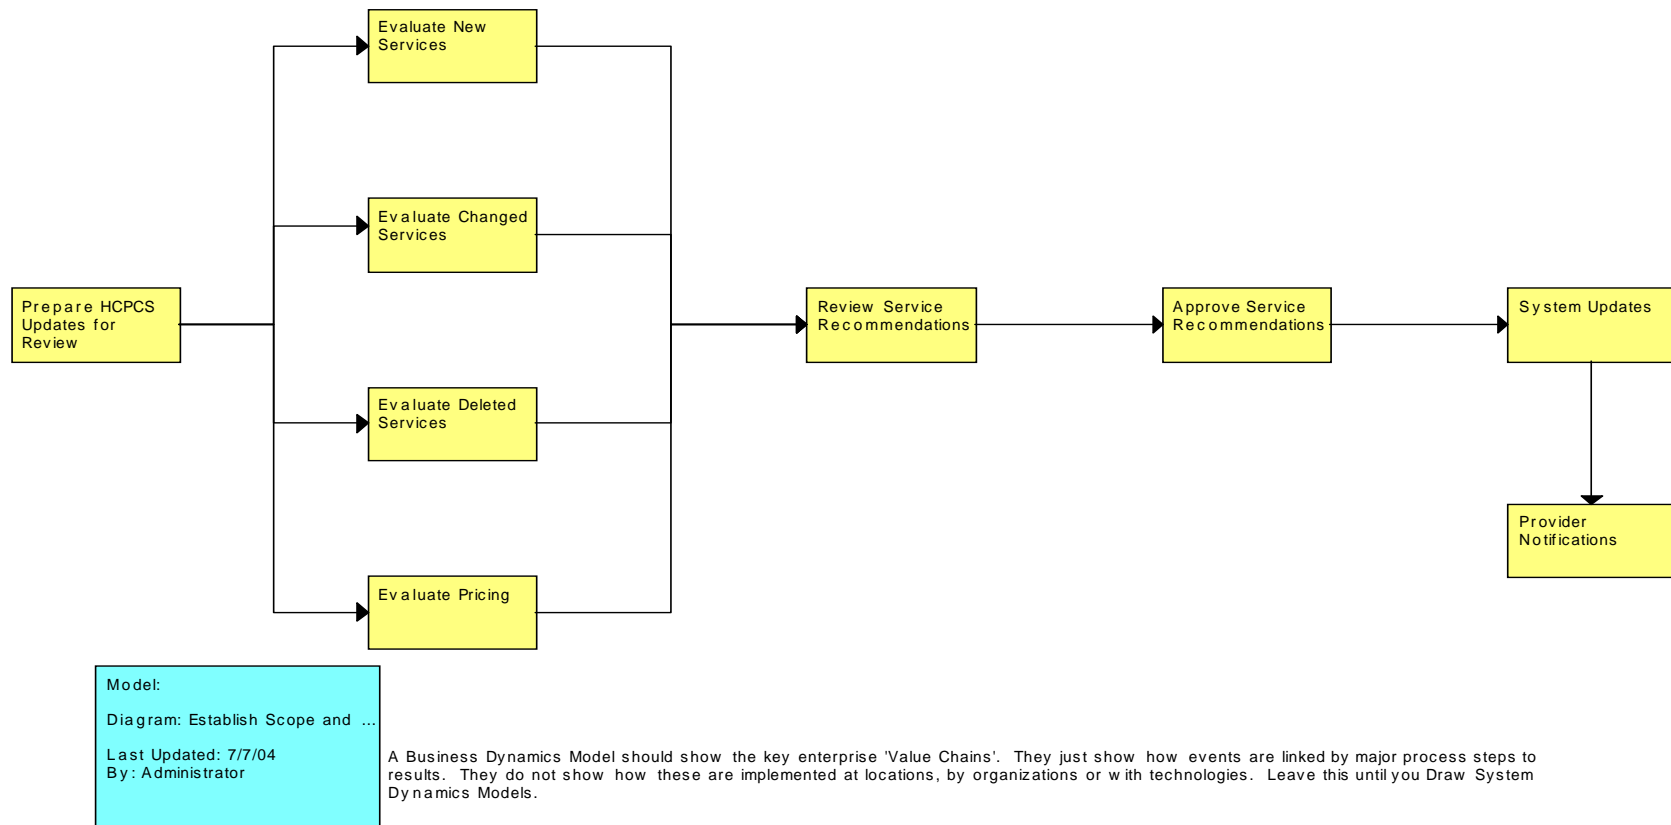 Evaluate New
Services
Evaluate Changed
Services
Prepare HCPCS
Updates for
Review
Review Service
Recommendations
Approve Service
Recommendations
System Updates
Evaluate Deleted
Services
Provider
Notifications
Evaluate Pricing
Model:
Diagram: Establish Scope and ...
Last Updated: 7/7/04
By: Administrator
A Business Dynamics Model should show the key enterprise 'Value Chains'. They just show how events are linked by major process steps to
results. They do not show how these are implemented at locations, by organizations or with technologies. Leave this until you Draw System
Dynamics Models.